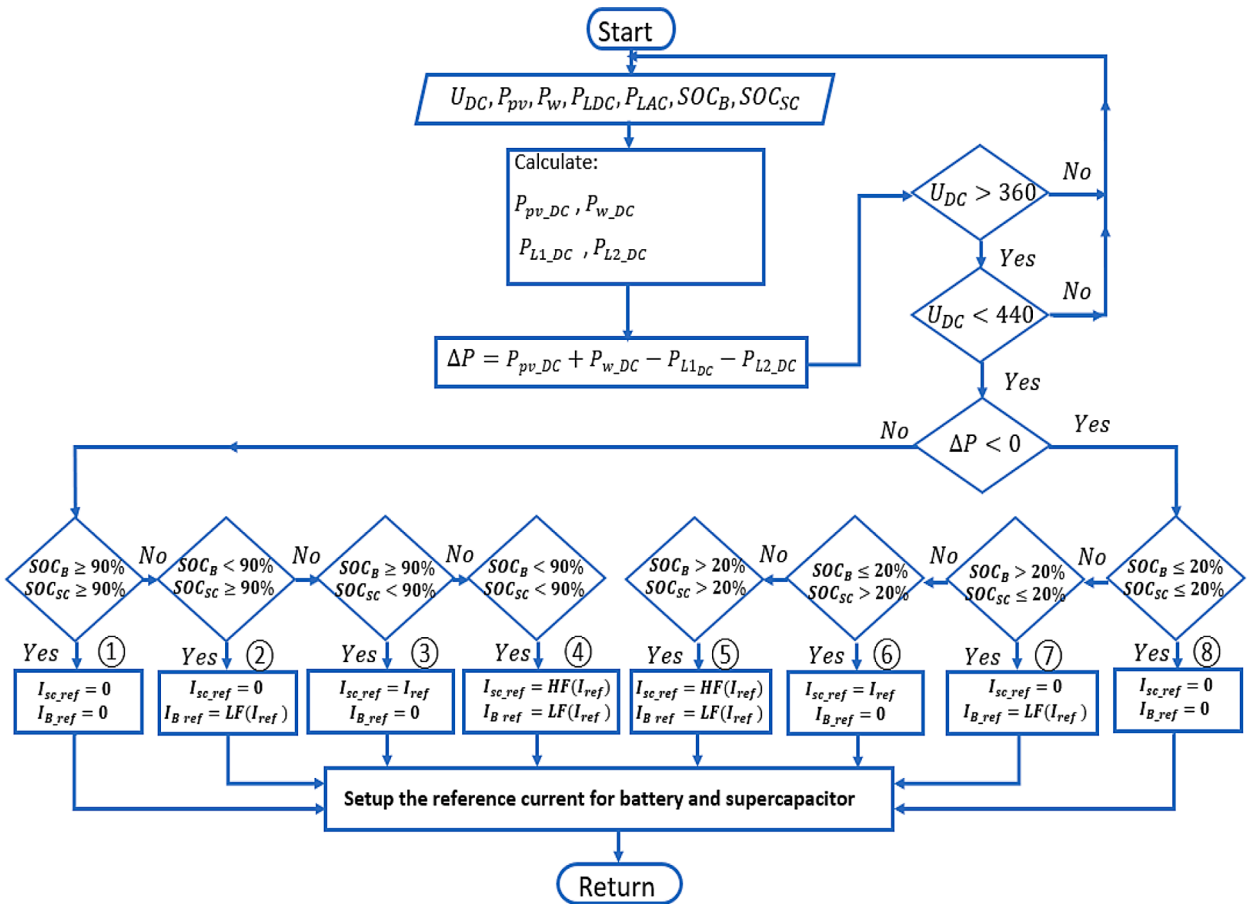 Start
U_DC, P_pv, P_w, P_LDC, P_LAC, SOC_B, SOC_SC
Calculate:
P_pv_DC , P_w_DC
P_L1_DC , P_L2_DC
ΔP = P_pv_DC + P_w_DC − P_L1_DC − P_L2_DC
U_DC > 360
No
Yes
U_DC < 440
No
Yes
ΔP < 0
No
Yes
SOC_B ≥ 90%
SOC_SC ≥ 90%
No
SOC_B < 90%
SOC_SC ≥ 90%
No
SOC_B ≥ 90%
SOC_SC < 90%
No
SOC_B < 90%
SOC_SC < 90%
SOC_B > 20%
SOC_SC > 20%
No
SOC_B ≤ 20%
SOC_SC > 20%
No
SOC_B > 20%
SOC_SC ≤ 20%
No
SOC_B ≤ 20%
SOC_SC ≤ 20%
Yes ①
Yes ②
Yes ③
Yes ④
Yes ⑤
Yes ⑥
Yes ⑦
Yes ⑧
I_sc_ref = 0
I_B_ref = 0
I_sc_ref = 0
I_B ref = LF(I_ref)
I_sc_ref = I_ref
I_B_ref = 0
I_sc_ref = HF(I_ref)
I_B ref = LF(I_ref)
I_sc_ref = HF(I_ref)
I_B ref = LF(I_ref)
I_sc_ref = I_ref
I_B_ref = 0
I_sc_ref = 0
I_B_ref = LF(I_ref)
I_sc_ref = 0
I_B_ref = 0
Setup the reference current for battery and supercapacitor
Return